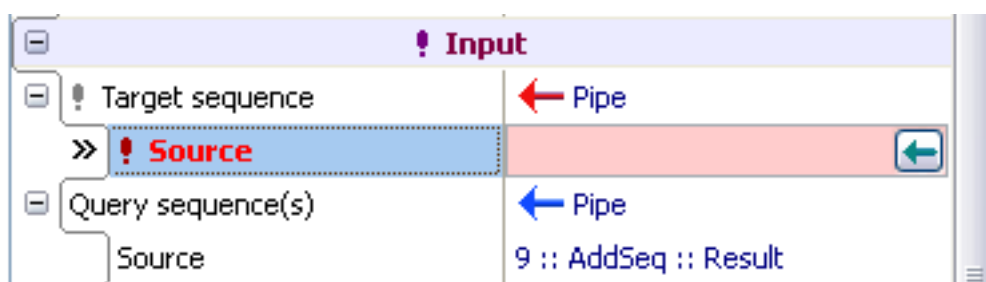 Input
Target sequence Pipe
Source
Query sequence(s) Pipe
Source 9 :: AddSeq :: Result